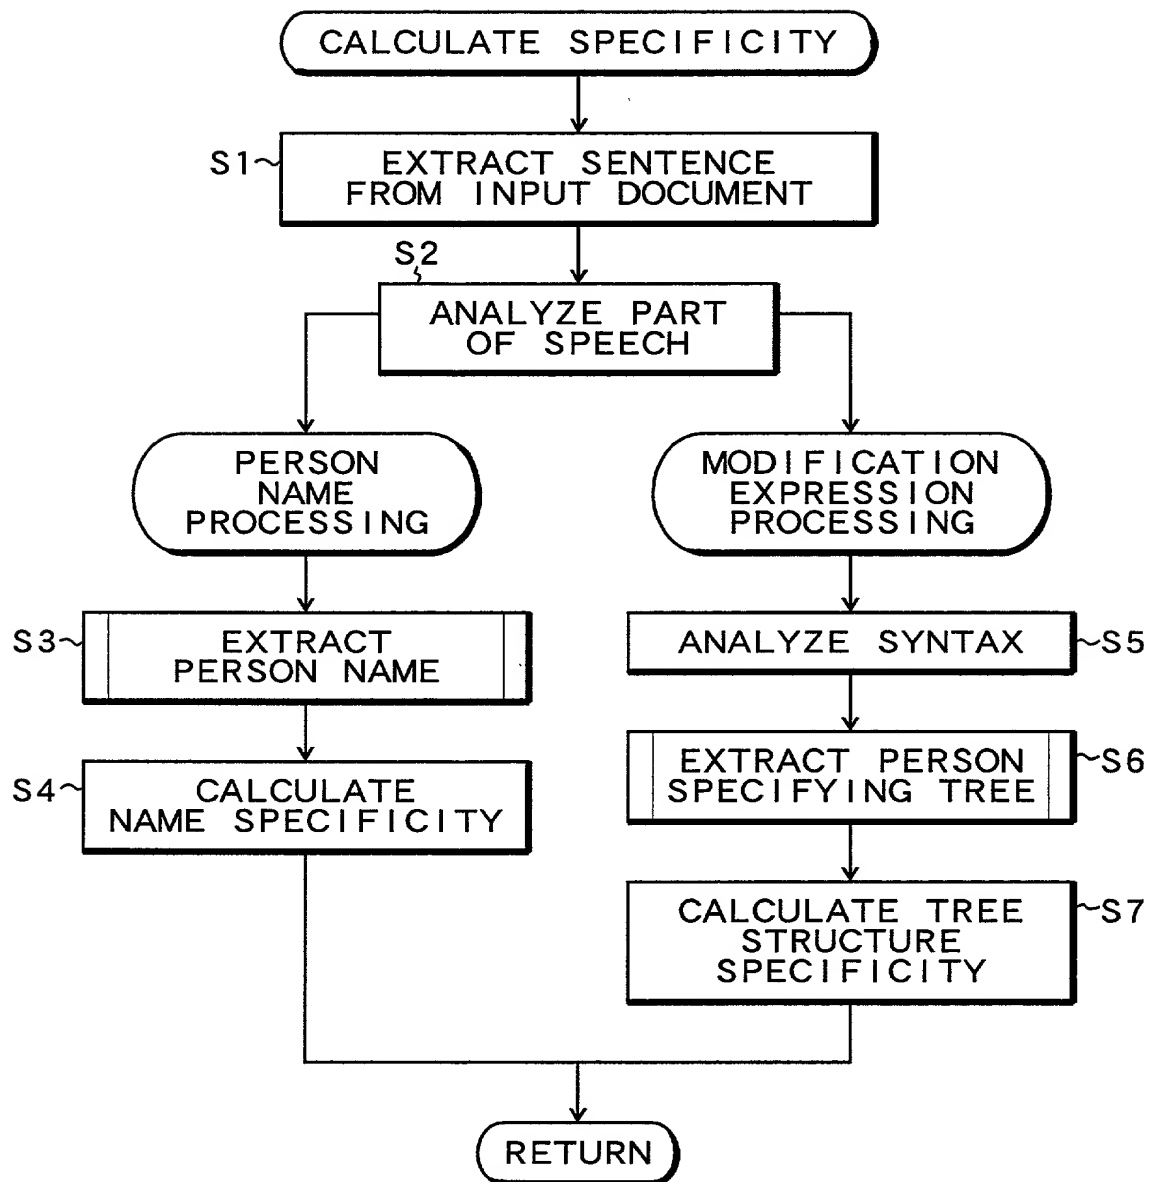 CALCULATE SPECIFICITY
S1
EXTRACT SENTENCE
FROM INPUT DOCUMENT
S2
ANALYZE PART
OF SPEECH
PERSON
NAME
PROCESSING
MODIFICATION
EXPRESSION
PROCESSING
S3
EXTRACT
PERSON NAME
ANALYZE SYNTAX
S5
S4
CALCULATE
NAME SPECIFICITY
EXTRACT PERSON
SPECIFYING TREE
S6
CALCULATE TREE
STRUCTURE
SPECIFICITY
S7
RETURN